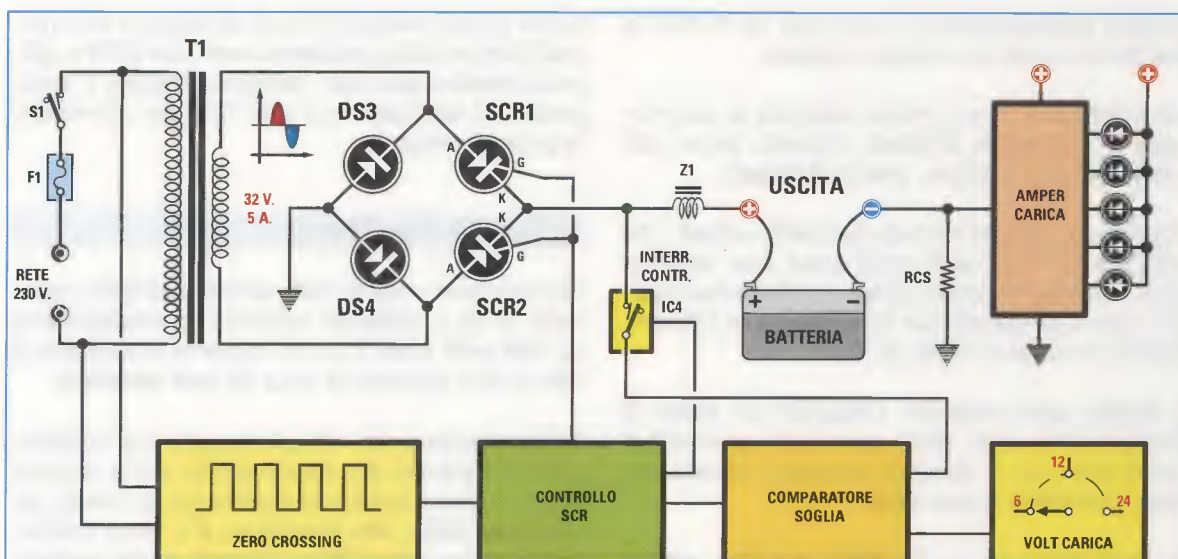 T1
S1
F1
RETE
230 V.
32 V.
5 A.
DS3
SCR1
A
G
K
K
A
G
DS4
SCR2
Z1
USCITA
+
−
INTERR.
CONTR.
IC4
+ −
BATTERIA
RCS
+
+
AMPER
CARICA
ZERO CROSSING
CONTROLLO
SCR
COMPARATORE
SOGLIA
12
6
24
VOLT CARICA